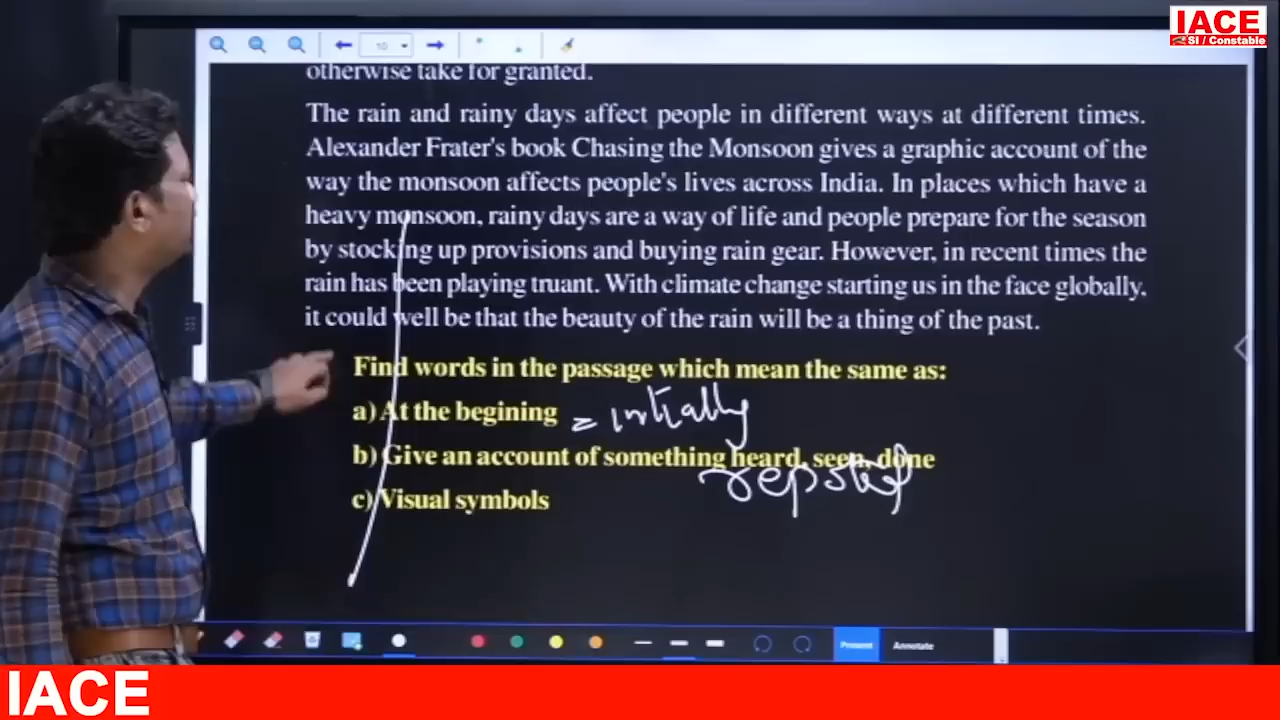 IACE
SI / Constable
10
otherwise take for granted.
The rain and rainy days affect people in different ways at different times.
Alexander Frater's book Chasing the Monsoon gives a graphic account of the
way the monsoon affects people's lives across India. In places which have a
heavy monsoon, rainy days are a way of life and people prepare for the season
by stocking up provisions and buying rain gear. However, in recent times the
rain has been playing truant. With climate change starting us in the face globally,
it could well be that the beauty of the rain will be a thing of the past.
Find words in the passage which mean the same as:
a) At the begining = initially
b) Give an account of something heard, seen, done
c) Visual symbols
Present Annotate
IACE